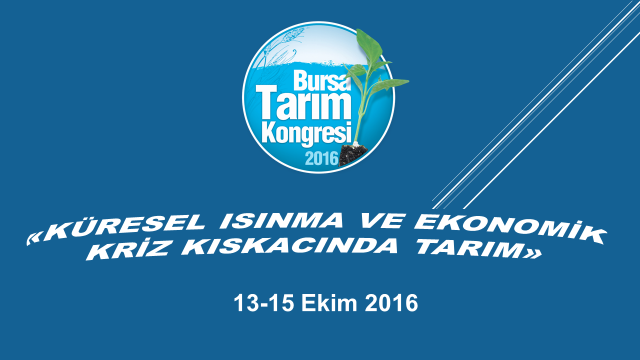 Bursa
Tarım
Kongresi
2016
«KÜRESEL ISINMA VE EKONOMİK
KRİZ KISKACINDA TARIM»
13-15 Ekim 2016